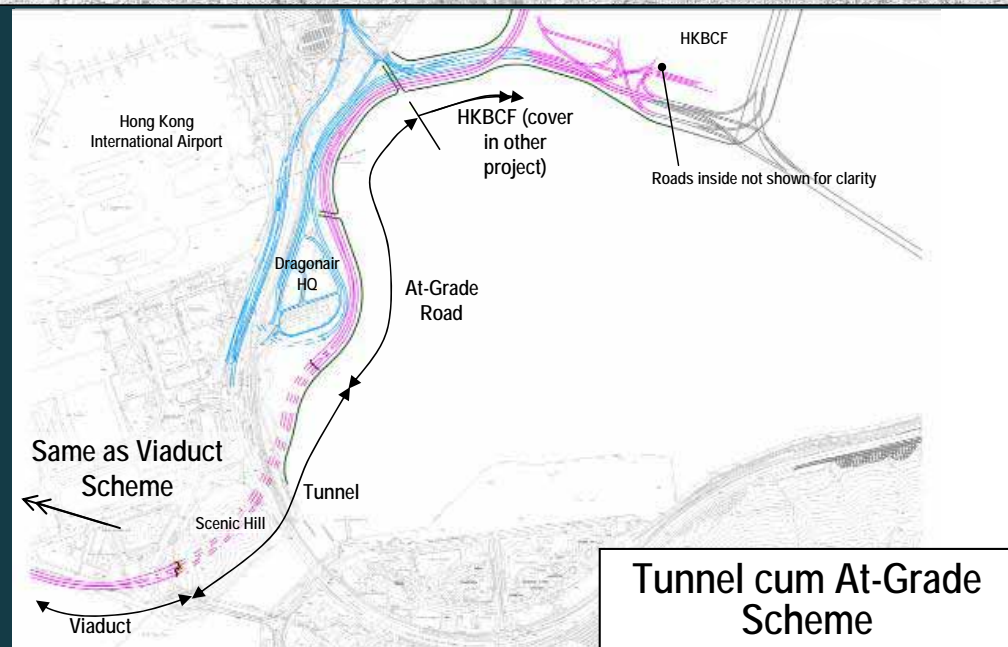 HKBCF
Hong Kong
International Airport
HKBCF (cover
in other
project)
Roads inside not shown for clarity
Dragonair
HQ
At-Grade
Road
Same as Viaduct
Scheme
Tunnel
Scenic Hill
Viaduct
Tunnel cum At-Grade
Scheme